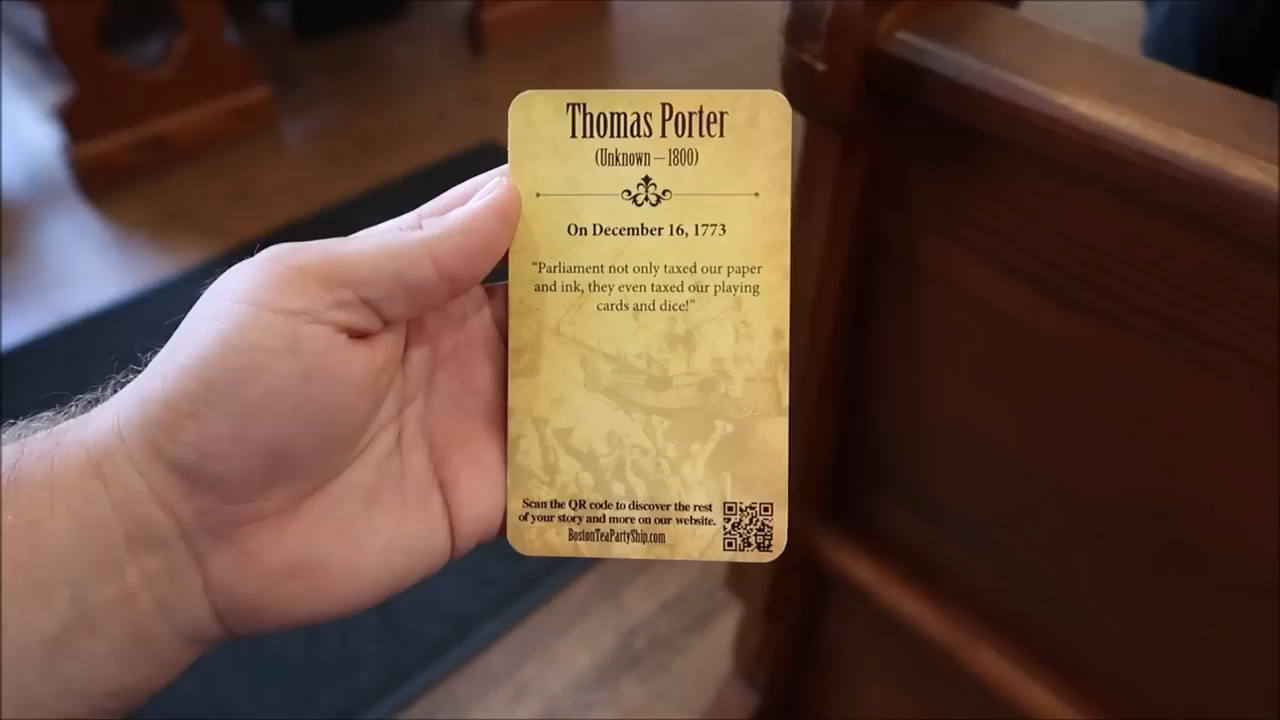 Thomas Porter
(Unknown – 1800)
On December 16, 1773
“Parliament not only taxed our paper
and ink, they even taxed our playing
cards and dice!”
Scan the QR code to discover the rest
of your story and more on our website.
BostonTeaPartyShip.com